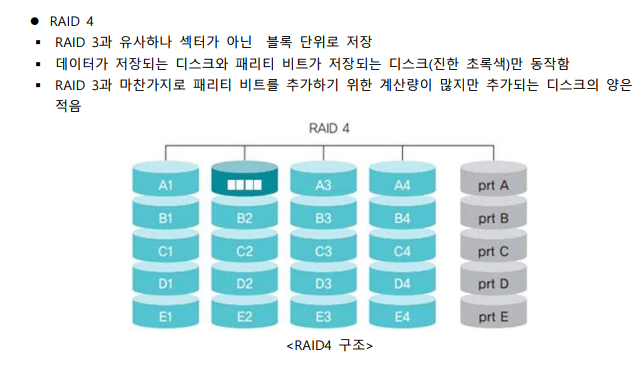 ● RAID 4
▪ RAID 3과 유사하나 섹터가 아닌 블록 단위로 저장
▪ 데이터가 저장되는 디스크와 패리티 비트가 저장되는 디스크(진한 초록색)만 동작함
▪ RAID 3과 마찬가지로 패리티 비트를 추가하기 위한 계산량이 많지만 추가되는 디스크의 양은
적음
RAID 4
A1 A3 A4 prt A
B1 B2 B3 B4 prt B
C1 C2 C3 C4 prt C
D1 D2 D3 D4 prt D
E1 E2 E3 E4 prt E
<RAID4 구조>